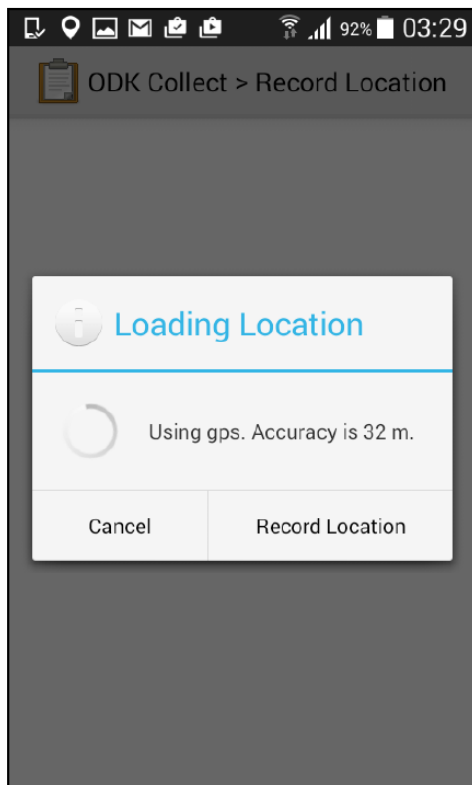 92% 03:29
ODK Collect > Record Location
Loading Location
Using gps. Accuracy is 32 m.
Cancel Record Location